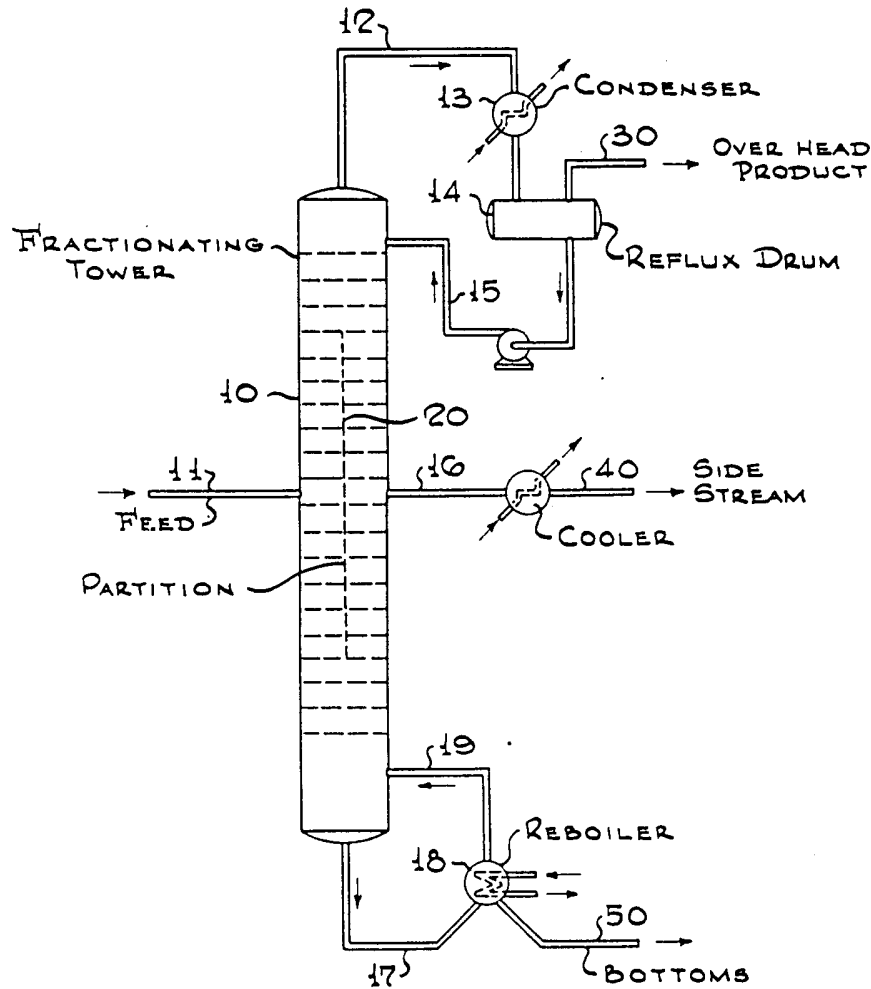 12
13
CONDENSER
30
OVER HEAD
PRODUCT
14
FRACTIONATING
TOWER
REFLUX DRUM
15
10
20
11
FEED
16
40
SIDE
STREAM
COOLER
PARTITION
19
REBOILER
18
50
17
BOTTOMS